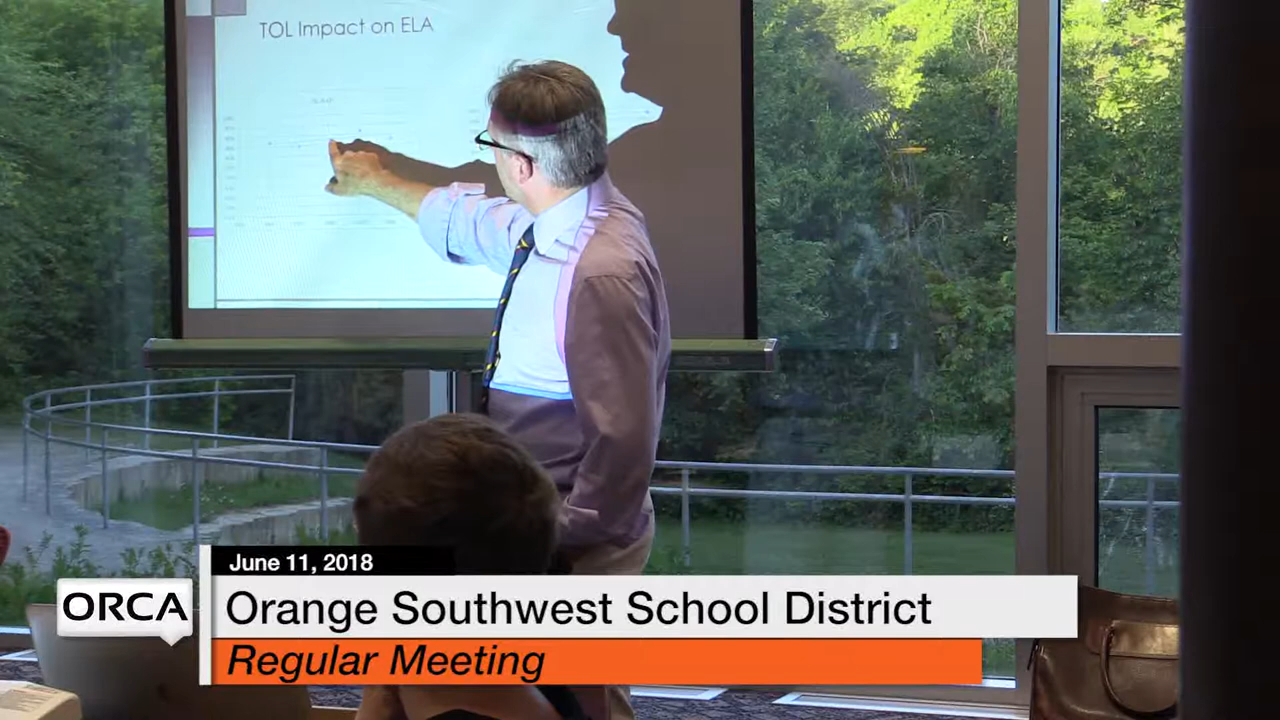 TOL Impact on ELA
June 11, 2018
ORCA
Orange Southwest School District
Regular Meeting